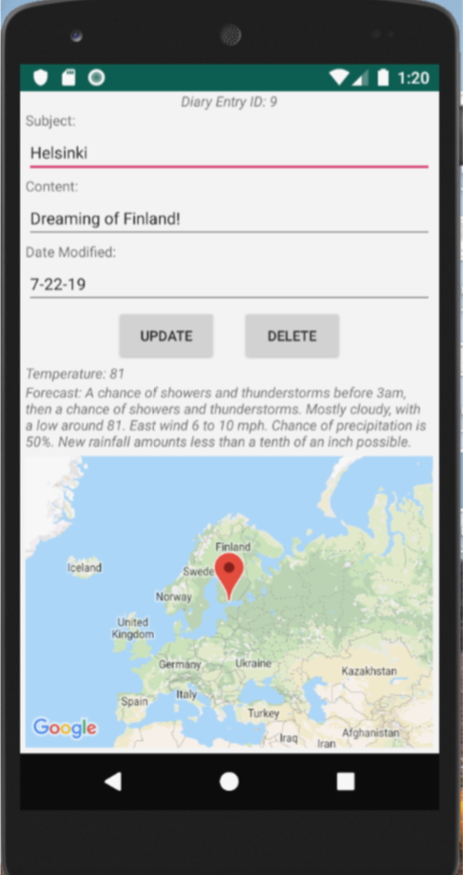 1:20
Diary Entry ID: 9
Subject:
Helsinki
Content:
Dreaming of Finland!
Date Modified:
7-22-19
UPDATE DELETE
Temperature: 81
Forecast: A chance of showers and thunderstorms before 3am,
then a chance of showers and thunderstorms. Mostly cloudy, with
a low around 81. East wind 6 to 10 mph. Chance of precipitation is
50%. New rainfall amounts less than a tenth of an inch possible.
Finland
Iceland
Swede
Norway
United
Kingdom
Germany
Ukraine
Kazakhstan
Italy
Spain
Turkey
Google
Iraq
Iran
Afghanistan